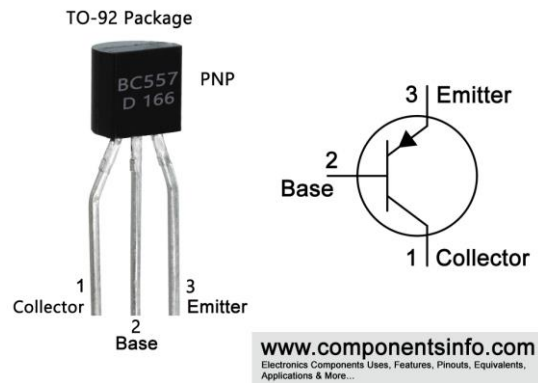 TO-92 Package
BC557
D 166
PNP
1
Collector
2
Base
3
Emitter
3 Emitter
2
Base
1 Collector
www.componentsinfo.com
Electronics Components Uses, Features, Pinouts, Equivalents,
Applications & More...